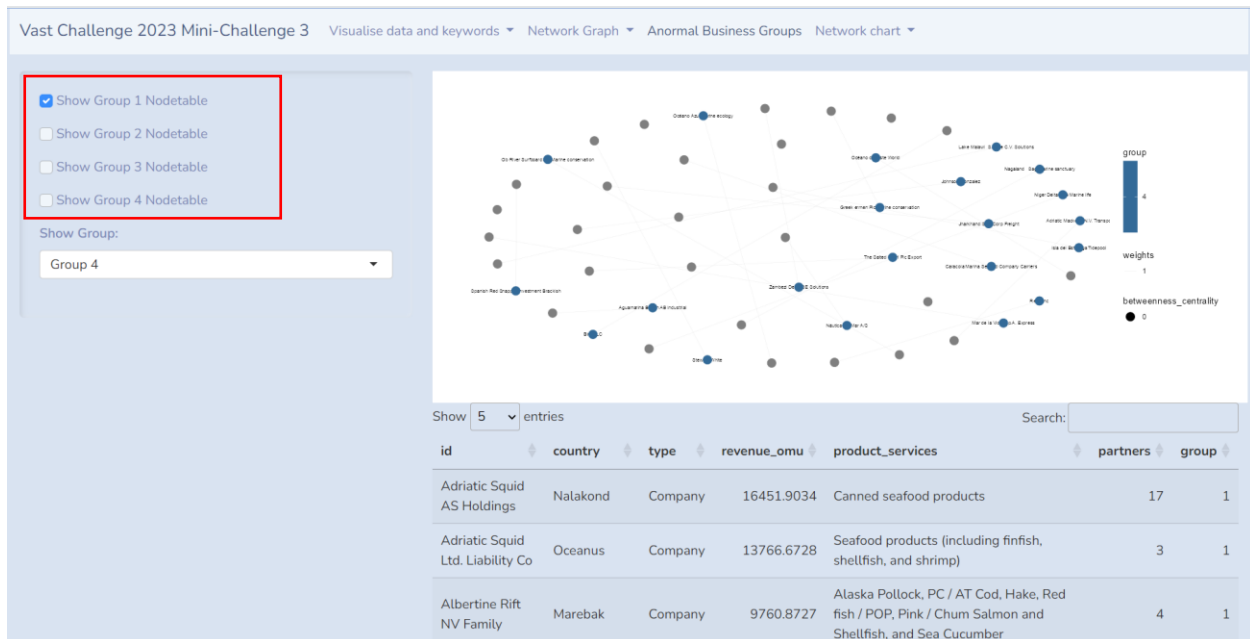 Vast Challenge 2023 Mini-Challenge 3 Visualise data and keywords Network Graph Anormal Business Groups Network chart
Show Group 1 Nodetable
Show Group 2 Nodetable
Show Group 3 Nodetable
Show Group 4 Nodetable
Show Group:
Group 4
group
4
weights
1
betweenness_centrality
0
Show 5 entries Search:
id country type revenue_omu product_services partners group
Adriatic Squid
AS Holdings
Nalakond Company 16451.9034 Canned seafood products 17 1
Adriatic Squid
Ltd. Liability Co
Oceanus Company 13766.6728
Seafood products (including finfish,
shellfish, and shrimp)
3 1
Albertine Rift
NV Family
Marebak Company 9760.8727
Alaska Pollock, PC / AT Cod, Hake, Red
fish / POP, Pink / Chum Salmon and
Shellfish, and Sea Cucumber
4 1